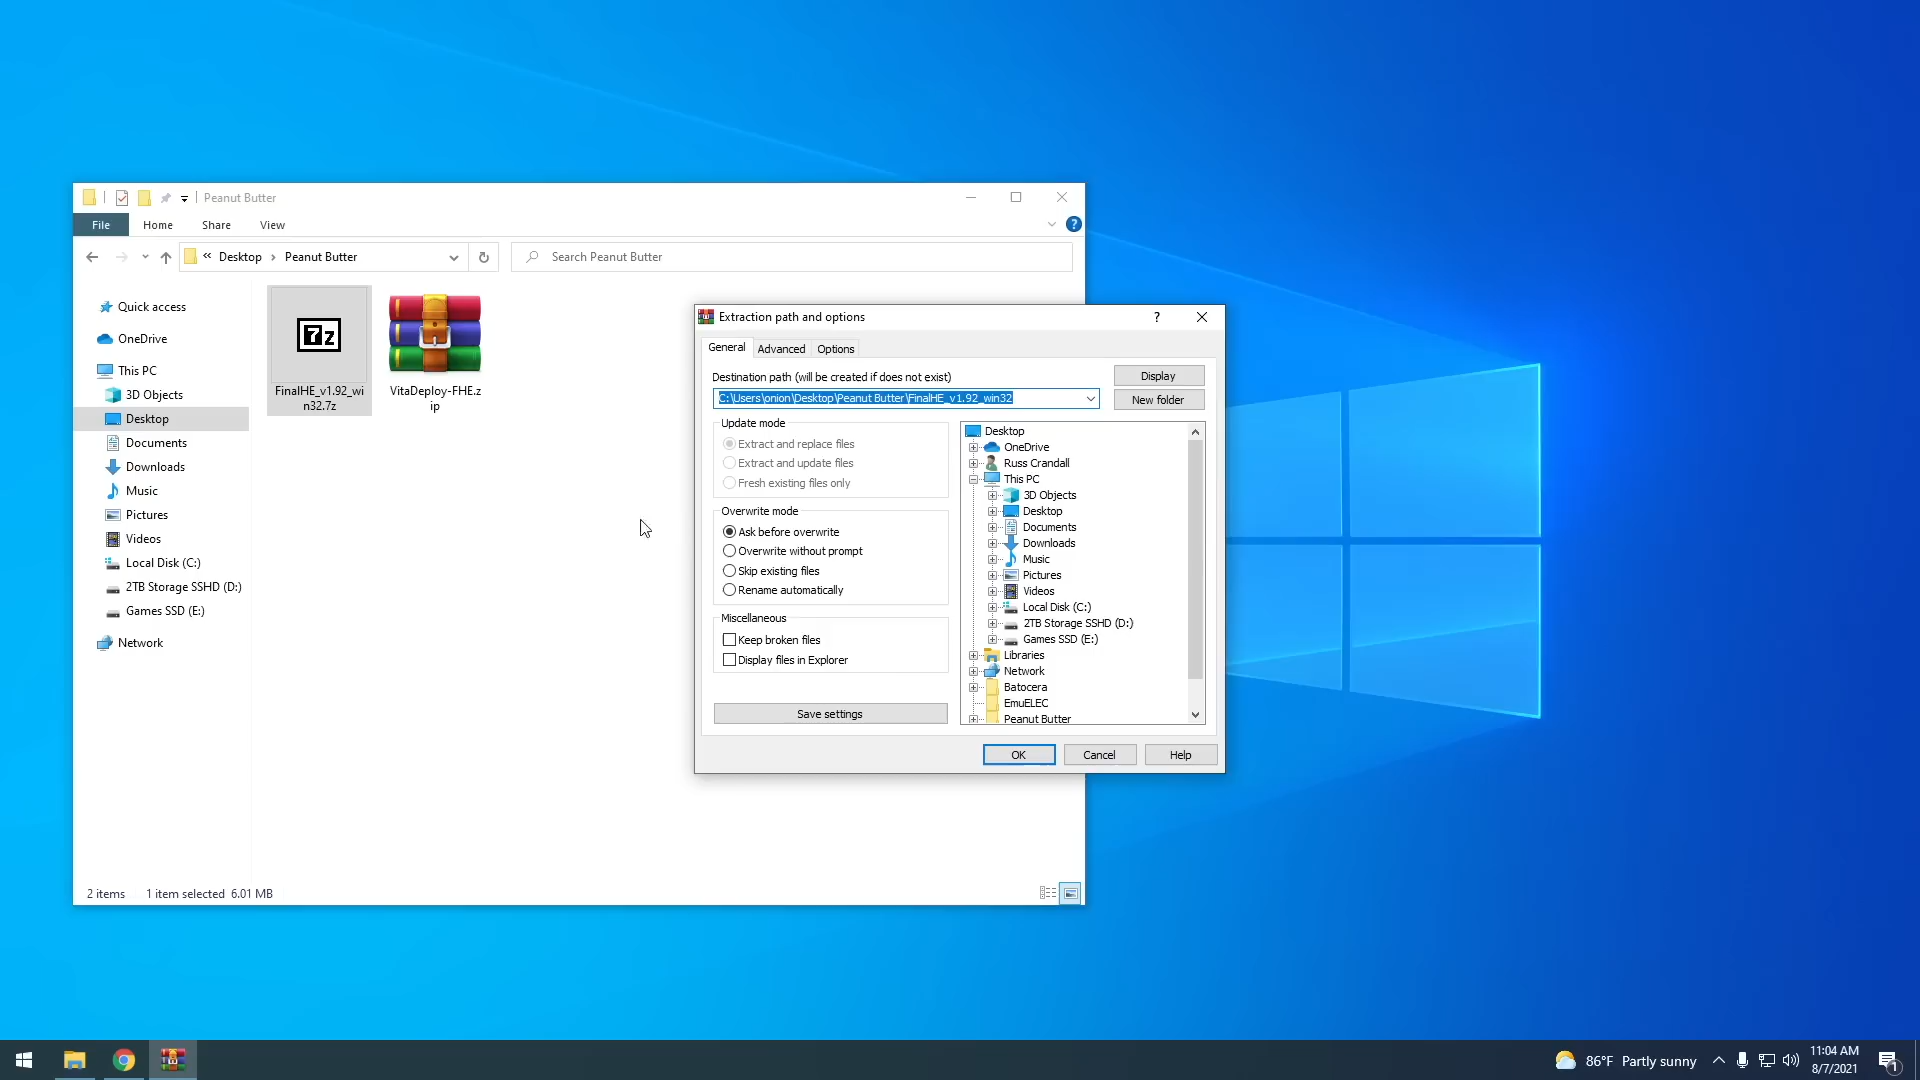 Peanut Butter
File Home Share View
« Desktop > Peanut Butter
Search Peanut Butter
Quick access
OneDrive
This PC
3D Objects
Desktop
Documents
Downloads
Music
Pictures
Videos
Local Disk (C:)
2TB Storage SSHD (D:)
Games SSD (E:)
Network
7z
FinalHE_v1.92_wi
n32.7z
VitaDeploy-FHE.z
ip
2 items 1 item selected 6.01 MB
Extraction path and options
?
General Advanced Options
Destination path (will be created if does not exist)
C:\Users\onion\Desktop\Peanut Butter\FinalHE_v1.92_win32
Display
New folder
Update mode
Extract and replace files
Extract and update files
Fresh existing files only
Overwrite mode
Ask before overwrite
Overwrite without prompt
Skip existing files
Rename automatically
Miscellaneous
Keep broken files
Display files in Explorer
Save settings
Desktop
OneDrive
Russ Crandall
This PC
3D Objects
Desktop
Documents
Downloads
Music
Pictures
Videos
Local Disk (C:)
2TB Storage SSHD (D:)
Games SSD (E:)
Libraries
Network
Batocera
EmuELEC
Peanut Butter
OK Cancel Help
86°F Partly sunny
11:04 AM
8/7/2021
1